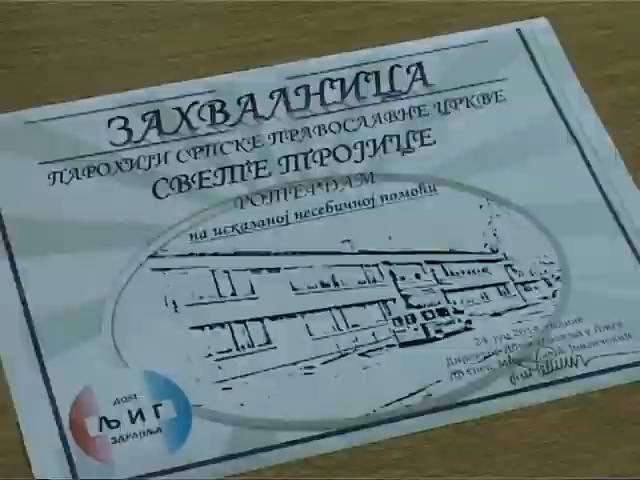 ЗАХВАЛНИЦА
ПАРОХИЈИ СРПСКЕ ПРАВОСЛАВНЕ ЦРКВЕ
СВЕТЕ ТРОЈИЦЕ
РОТЕРДАМ
на исказаној несебичној помоћи
ДОМ
ЉИГ
ЗДРАВЉА